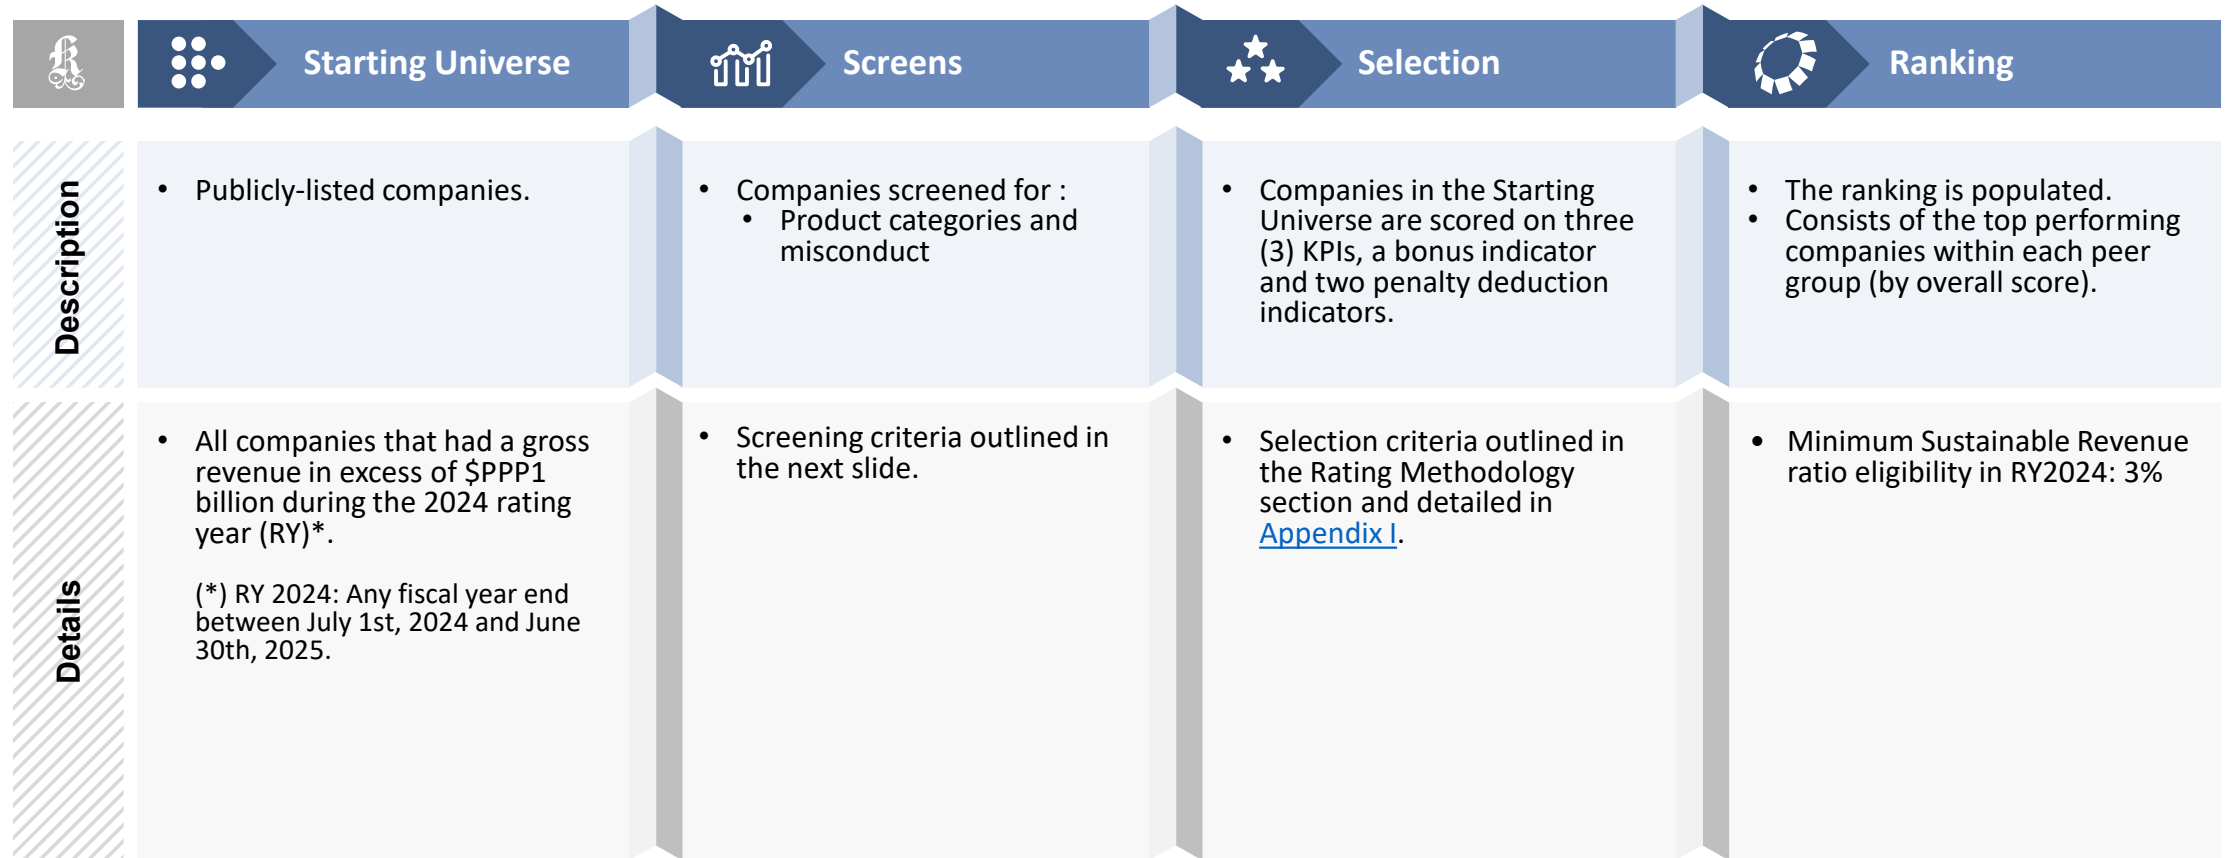 Starting Universe
Screens
Selection
Ranking
Description
• Publicly-listed companies.
• Companies screened for :
• Product categories and
misconduct
• Companies in the Starting
Universe are scored on three
(3) KPIs, a bonus indicator
and two penalty deduction
indicators.
• The ranking is populated.
• Consists of the top performing
companies within each peer
group (by overall score).
Details
• All companies that had a gross
revenue in excess of $PPP1
billion during the 2024 rating
year (RY)*.
(*) RY 2024: Any fiscal year end
between July 1st, 2024 and June
30th, 2025.
• Screening criteria outlined in
the next slide.
• Selection criteria outlined in
the Rating Methodology
section and detailed in
Appendix I.
• Minimum Sustainable Revenue
ratio eligibility in RY2024: 3%